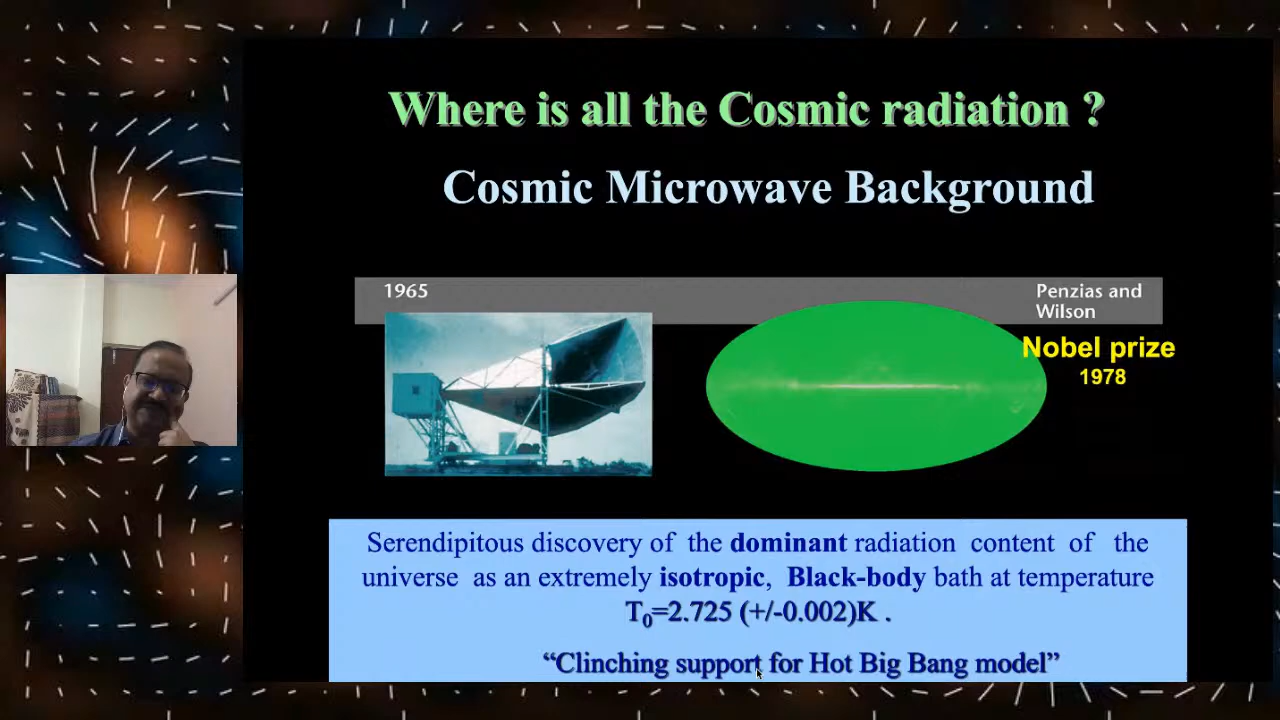 Where is all the Cosmic radiation ?
Cosmic Microwave Background
1965
Penzias and
Wilson
Nobel prize
1978
Serendipitous discovery of the dominant radiation content of the
universe as an extremely isotropic, Black-body bath at temperature
T₀=2.725 (+/-0.002)K .
“Clinching support for Hot Big Bang model”